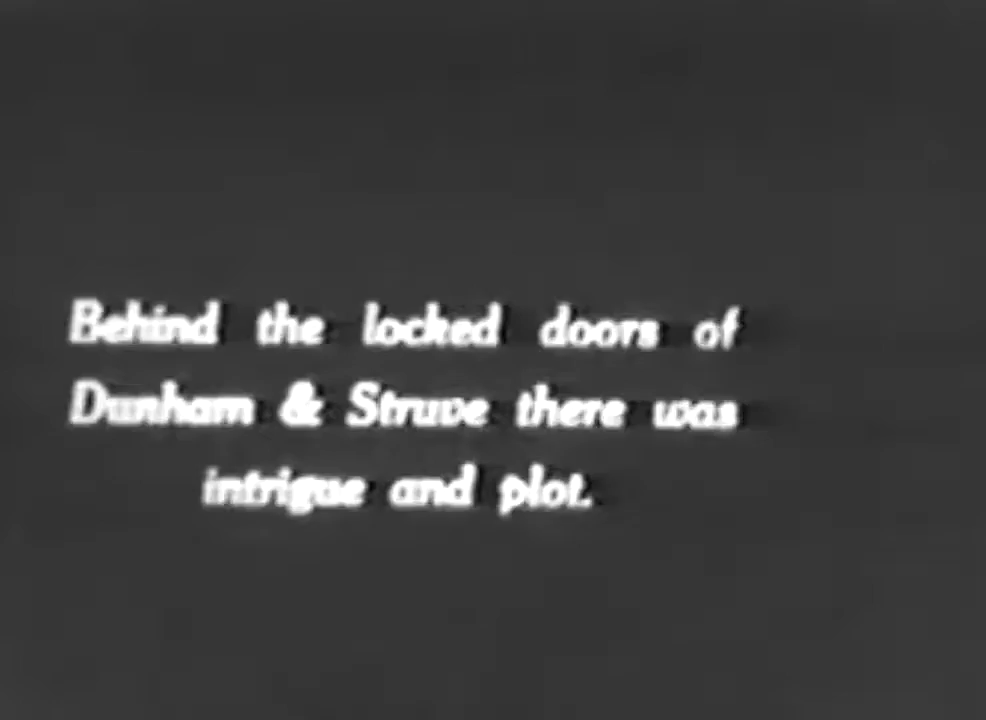 Behind the locked doors of
Dunham & Struve there was
intrigue and plot.